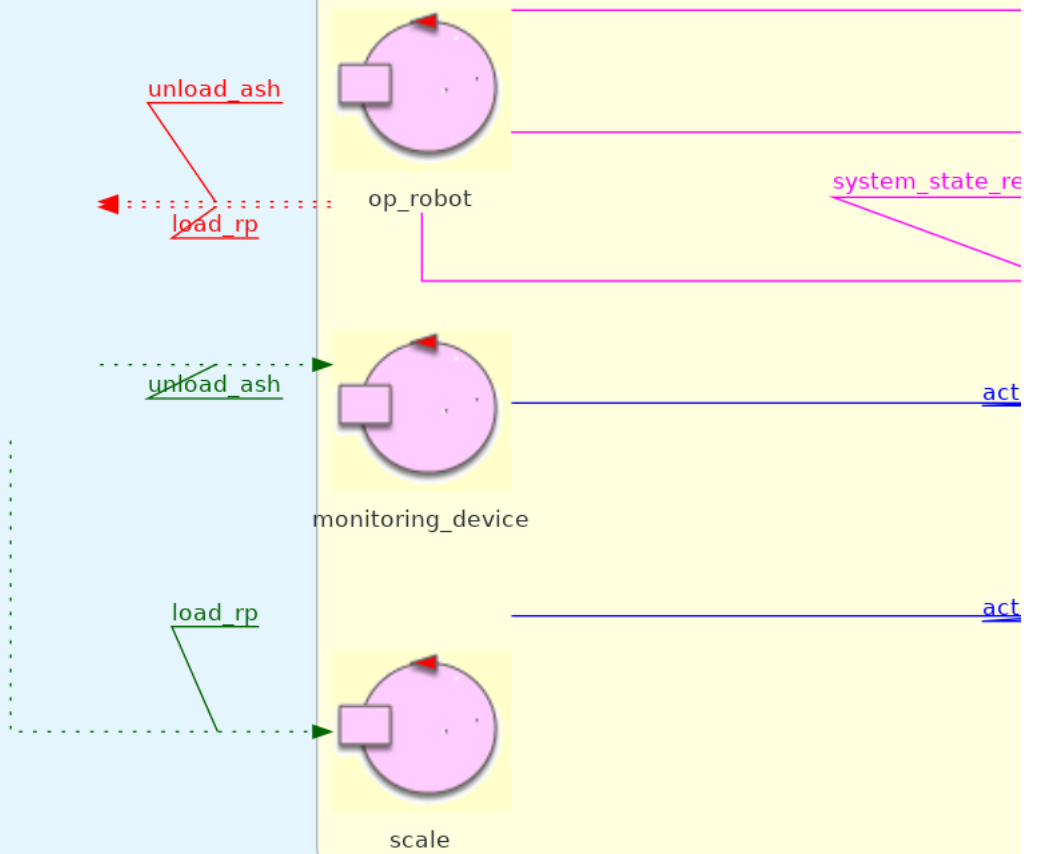 unload_ash
system_state_re
op_robot
load_rp
unload_ash
act
monitoring_device
load_rp
act
scale